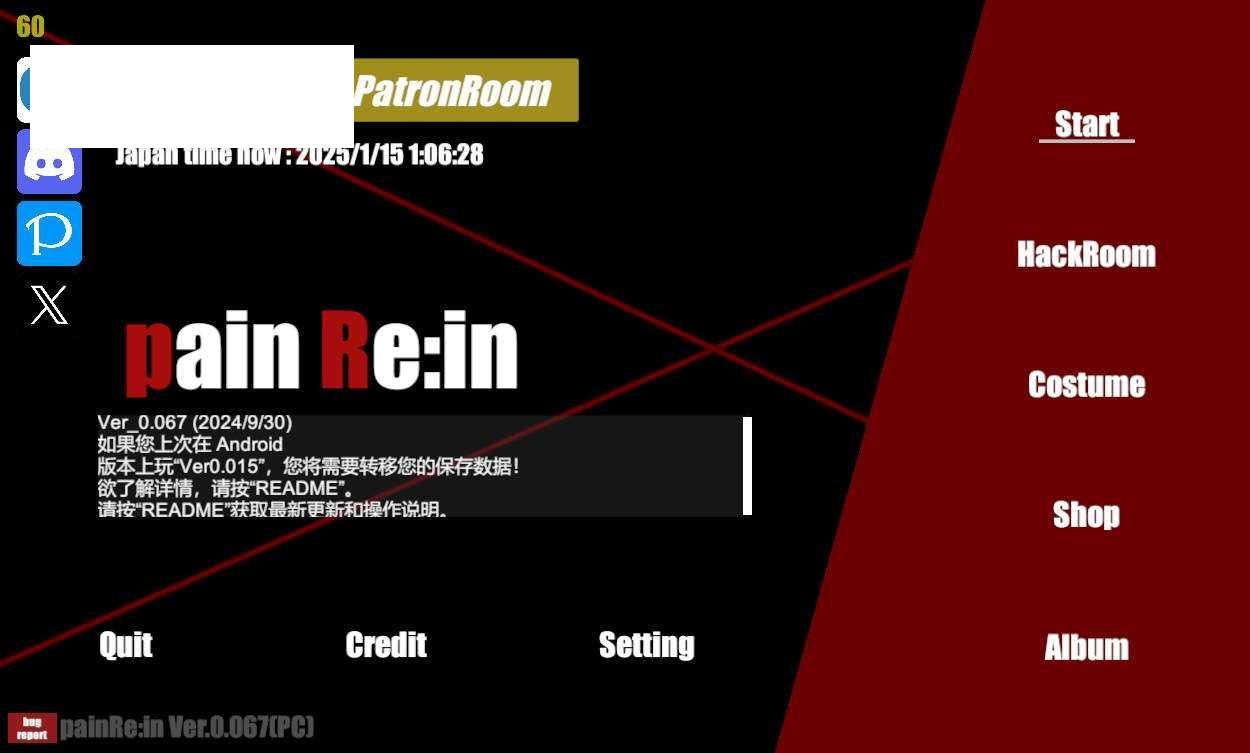 60
PatronRoom
Japan time now : 2025/1/15 1:06:28
Start
HackRoom
Costume
Shop
Album
pain Re:in
Ver_0.067 (2024/9/30)
如果您上次在 Android
版本上玩“Ver0.015”，您将需要转移您的保存数据！
欲了解详情，请按“README”。
请按“README”获取最新更新和操作说明。
Quit
Credit
Setting
bug
report
painRe:in Ver.0.067(PC)